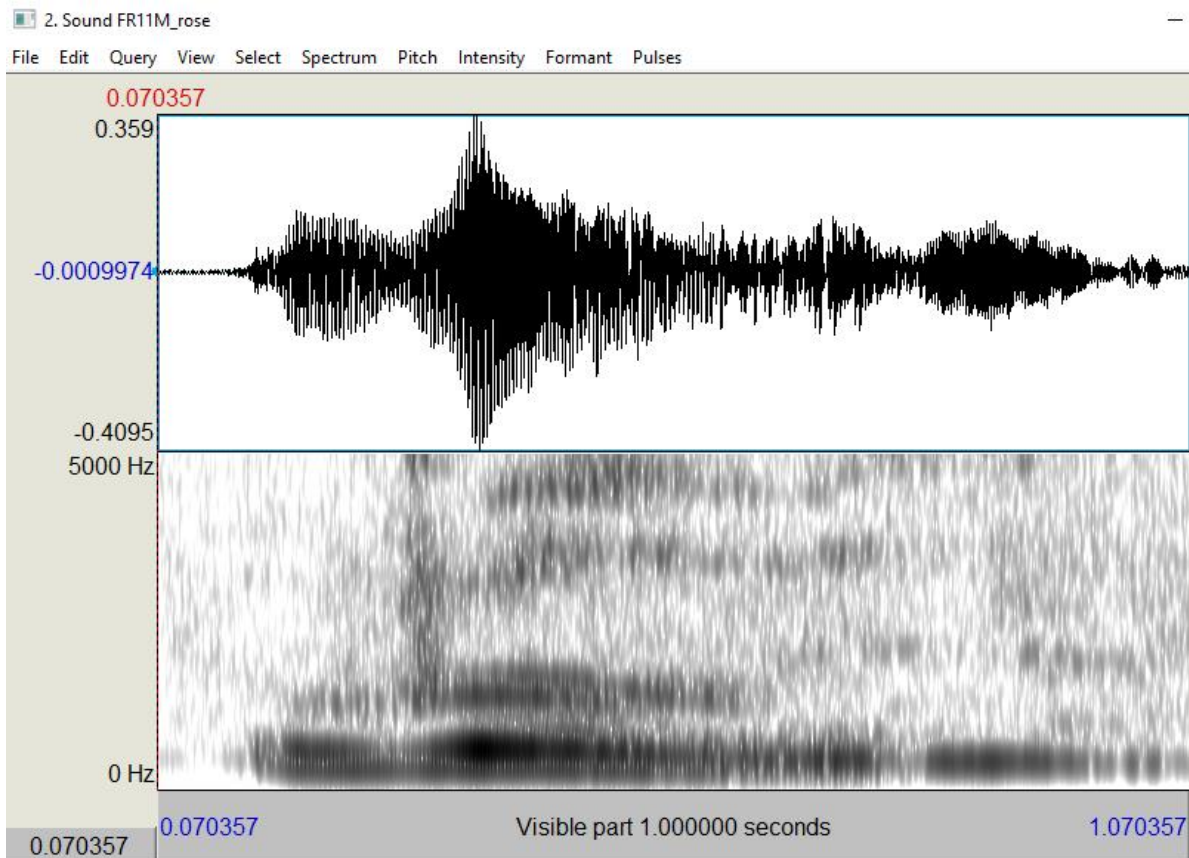 2. Sound FR11M_rose
File Edit Query View Select Spectrum Pitch Intensity Formant Pulses
0.070357
0.359
-0.0009974
-0.4095
5000 Hz
0 Hz
0.070357 Visible part 1.000000 seconds 1.070357
0.070357